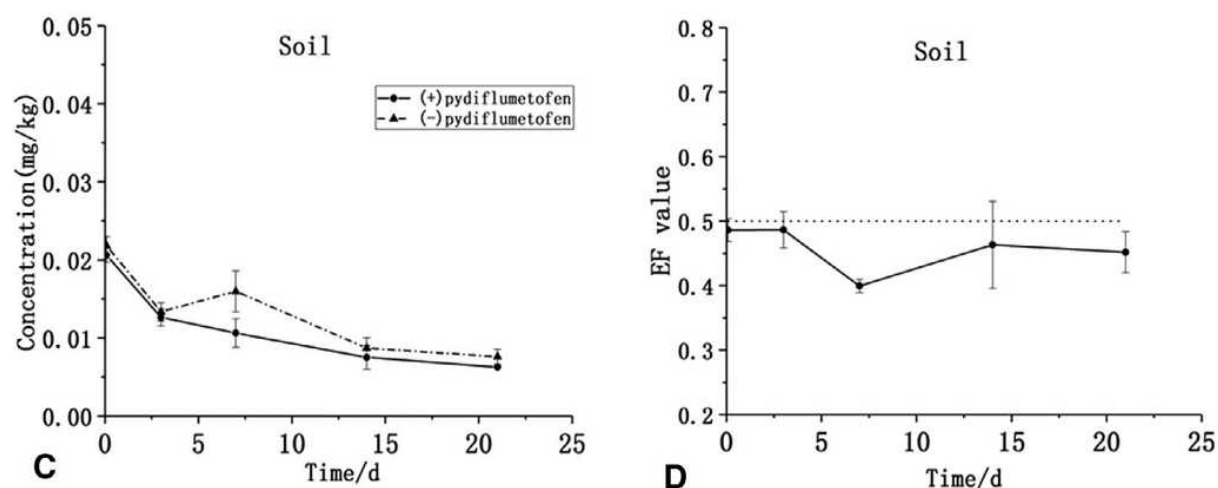 Soil
(+)pydiflumetofen
(-)pydiflumetofen
Concentration(mg/kg)
0.05
0.04
0.03
0.02
0.01
0.00
0 5 10 15 20 25
Time/d
C
Soil
EF value
0.8
0.7
0.6
0.5
0.4
0.3
0.2
0 5 10 15 20 25
Time/d
D